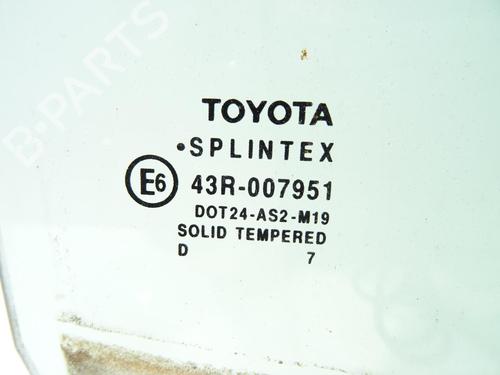 B-PARTS
TOYOTA
•SPLINTEX
E6 43R-007951
DOT24-AS2-M19
SOLID TEMPERED
D 7